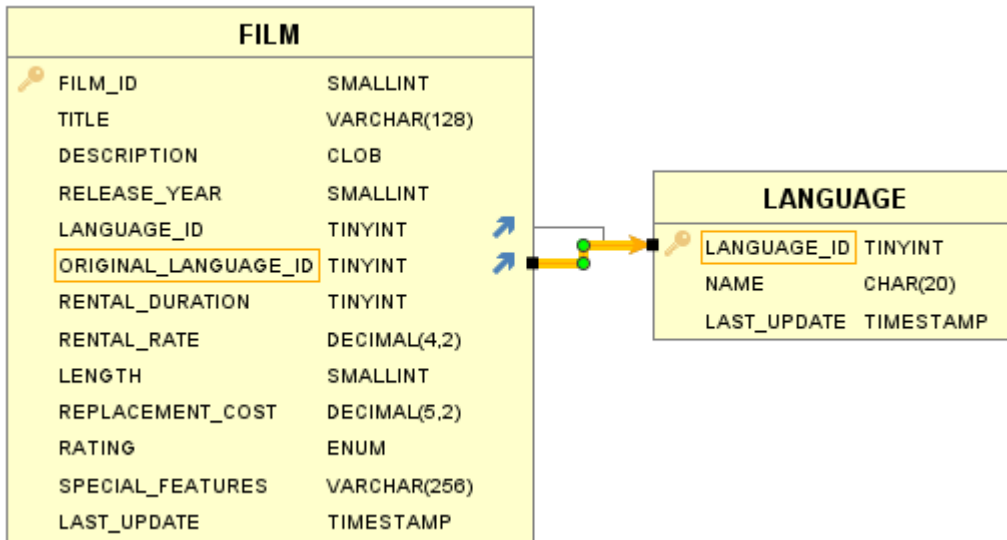 FILM
FILM_ID SMALLINT
TITLE VARCHAR(128)
DESCRIPTION CLOB
RELEASE_YEAR SMALLINT
LANGUAGE_ID TINYINT
ORIGINAL_LANGUAGE_ID TINYINT
RENTAL_DURATION TINYINT
RENTAL_RATE DECIMAL(4,2)
LENGTH SMALLINT
REPLACEMENT_COST DECIMAL(5,2)
RATING ENUM
SPECIAL_FEATURES VARCHAR(256)
LAST_UPDATE TIMESTAMP
LANGUAGE
LANGUAGE_ID TINYINT
NAME CHAR(20)
LAST_UPDATE TIMESTAMP